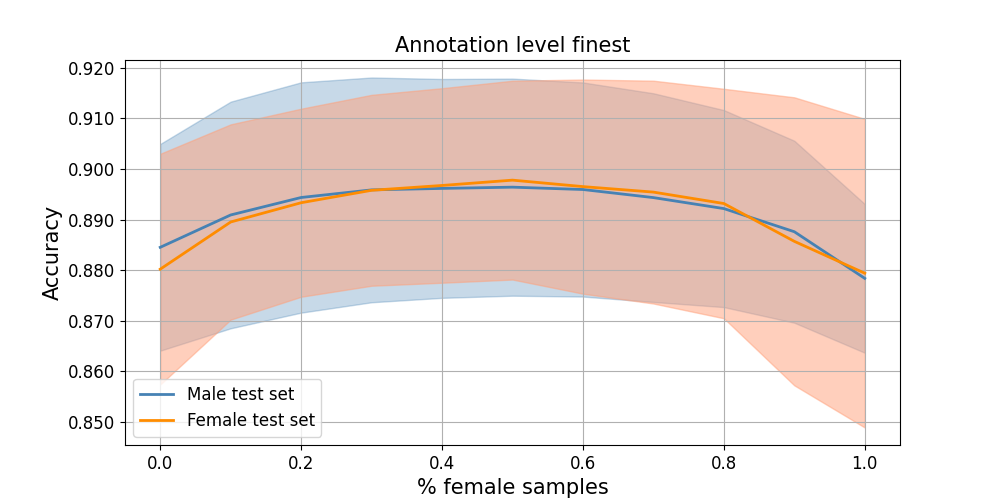 Annotation level finest
0.920
0.910
0.900
0.890
0.880
0.870
0.860
0.850
Accuracy
Male test set
Female test set
0.0 0.2 0.4 0.6 0.8 1.0
% female samples